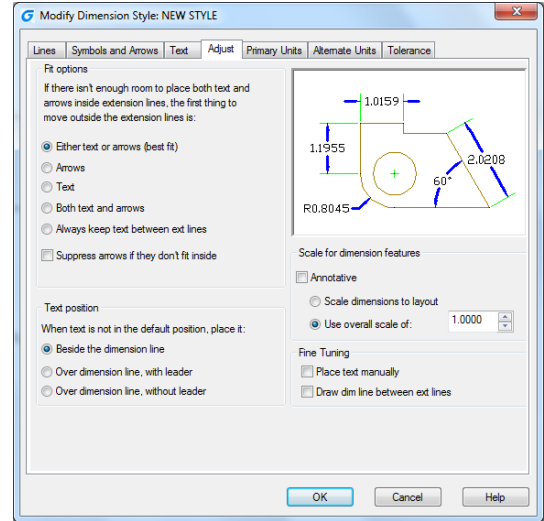 Modify Dimension Style: NEW STYLE
Lines Symbols and Arrows Text Adjust Primary Units Alternate Units Tolerance
Fit options
If there isn't enough room to place both text and
arrows inside extension lines, the first thing to
move outside the extension lines is:
Either text or arrows (best fit)
Arrows
Text
Both text and arrows
Always keep text between ext lines
Suppress arrows if they don't fit inside
Text position
When text is not in the default position, place it:
Beside the dimension line
Over dimension line, with leader
Over dimension line, without leader
1.0159
1.1955
2.0208
60°
R0.8045
Scale for dimension features
Annotative
Scale dimensions to layout
Use overall scale of: 1.0000
Fine Tuning
Place text manually
Draw dim line between ext lines
OK Cancel Help